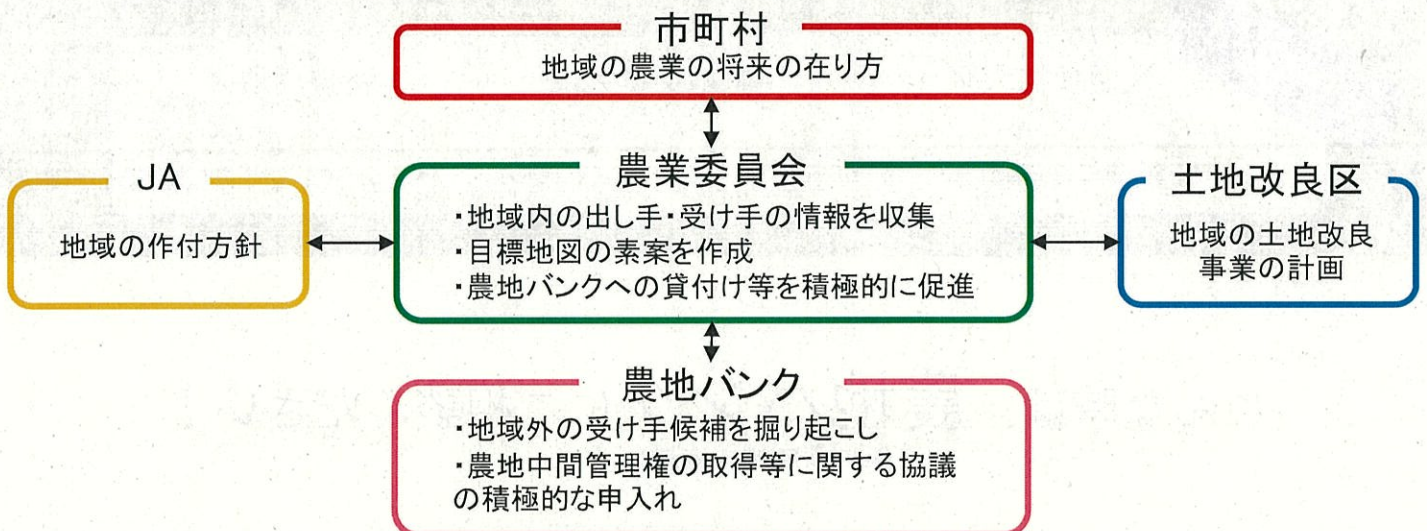 市町村
地域の農業の将来の在り方
JA
地域の作付方針
農業委員会
・地域内の出し手・受け手の情報を収集
・目標地図の素案を作成
・農地バンクへの貸付け等を積極的に促進
土地改良区
地域の土地改良
事業の計画
農地バンク
・地域外の受け手候補を掘り起こし
・農地中間管理権の取得等に関する協議
の積極的な申入れ